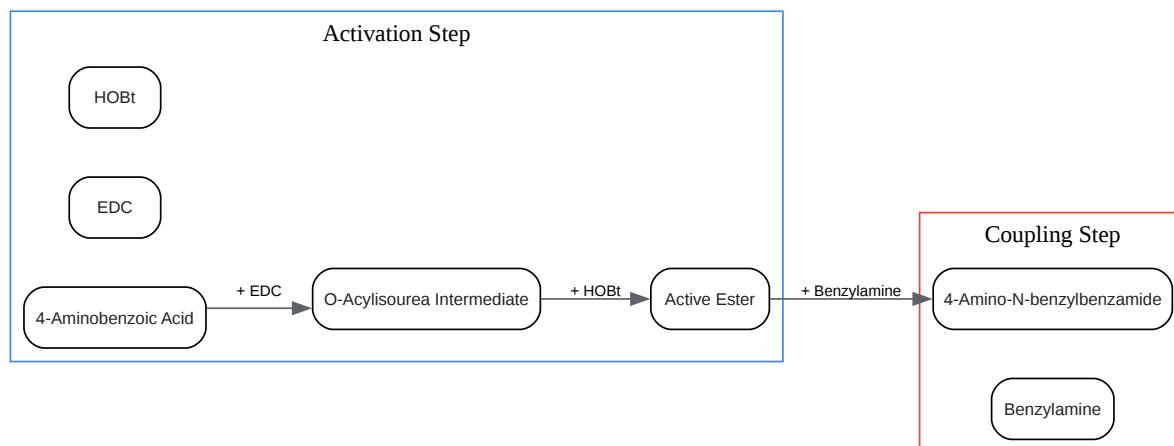 Activation Step
HOBt
EDC
4-Aminobenzoic Acid
+ EDC
O-Acylisourea Intermediate
+ HOBt
Active Ester
+ Benzylamine
Coupling Step
4-Amino-N-benzylbenzamide
Benzylamine